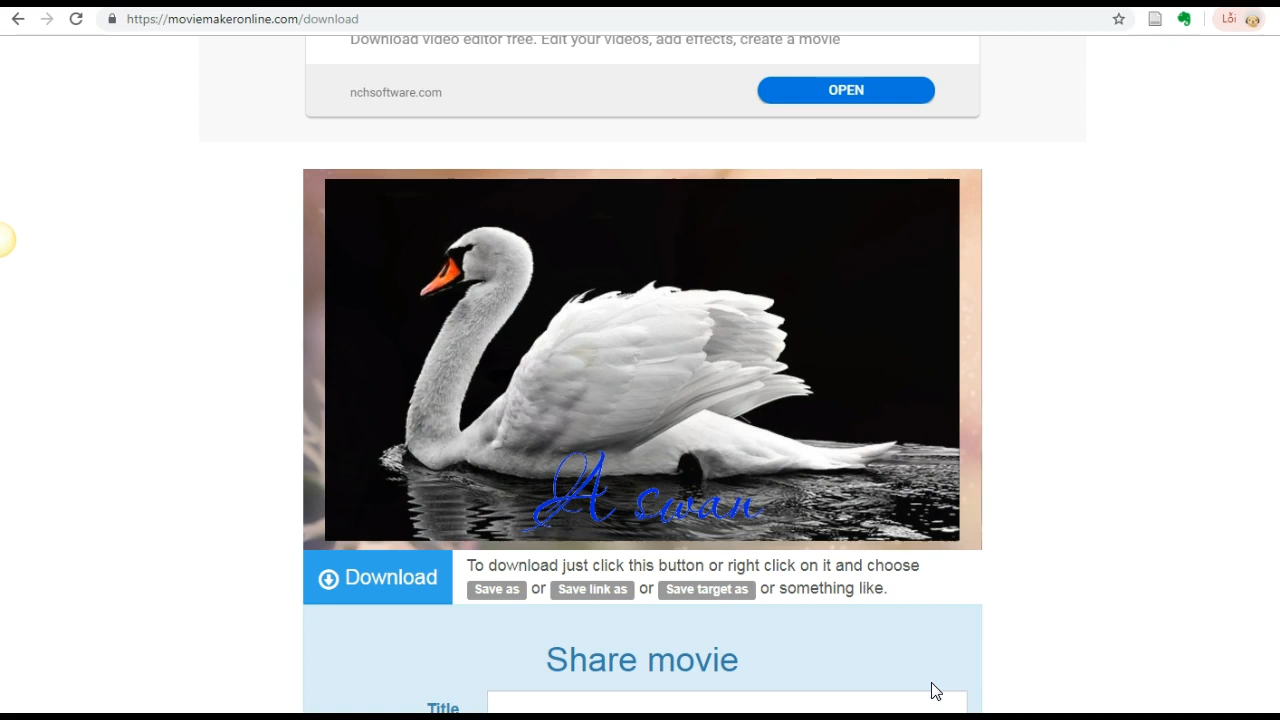 https://moviemakeronline.com/download
Lỗi
Download video editor free. Edit your videos, add effects, create a movie
nchsoftware.com
OPEN
A swan
Download
To download just click this button or right click on it and choose
Save as or Save link as or Save target as or something like.
Share movie
Title